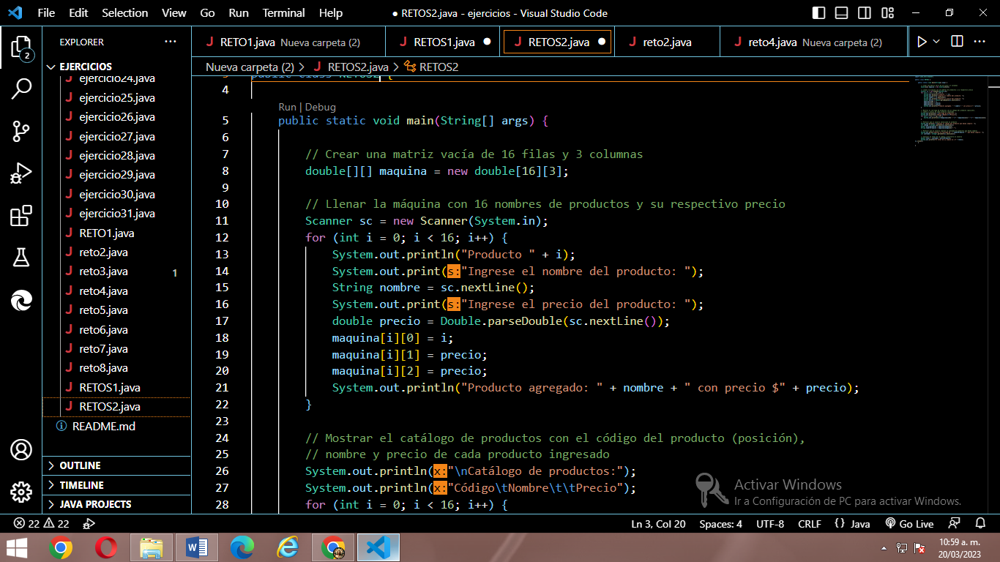 File Edit Selection View Go Run Terminal Help ● RETOS2.java - ejercicios - Visual Studio Code
EXPLORER ···
RETO1.java Nueva carpeta (2) RETOS1.java ● RETOS2.java ● reto2.java reto4.java Nueva carpeta (2)
Nueva carpeta (2) > RETOS2.java > RETOS2
2
EJERCICIOS
ejercicio24.java
ejercicio25.java
ejercicio26.java
ejercicio27.java
ejercicio28.java
ejercicio29.java
ejercicio30.java
ejercicio31.java
RETO1.java
reto2.java
reto3.java 1
reto4.java
reto5.java
reto6.java
reto7.java
reto8.java
RETOS1.java
RETOS2.java
README.md
OUTLINE
TIMELINE
JAVA PROJECTS
3 public class RETOS2 {
4
Run | Debug
5 public static void main(String[] args) {
6
7 // Crear una matriz vacía de 16 filas y 3 columnas
8 double[][] maquina = new double[16][3];
9
10 // Llenar la máquina con 16 nombres de productos y su respectivo precio
11 Scanner sc = new Scanner(System.in);
12 for (int i = 0; i < 16; i++) {
13 System.out.println("Producto " + i);
14 System.out.print(s:"Ingrese el nombre del producto: ");
15 String nombre = sc.nextLine();
16 System.out.print(s:"Ingrese el precio del producto: ");
17 double precio = Double.parseDouble(sc.nextLine());
18 maquina[i][0] = i;
19 maquina[i][1] = precio;
20 maquina[i][2] = precio;
21 System.out.println("Producto agregado: " + nombre + " con precio $" + precio);
22 }
23
24 // Mostrar el catálogo de productos con el código del producto (posición),
25 // nombre y precio de cada producto ingresado
26 System.out.println(x:"\nCatálogo de productos:");
27 System.out.println(x:"Código\tNombre\t\tPrecio");
28 for (int i = 0; i < 16; i++) {
Activar Windows
Ir a Configuración de PC para activar Windows.
22 22 Ln 3, Col 20 Spaces: 4 UTF-8 CRLF {} Java Go Live
10:59 a. m.
20/03/2023